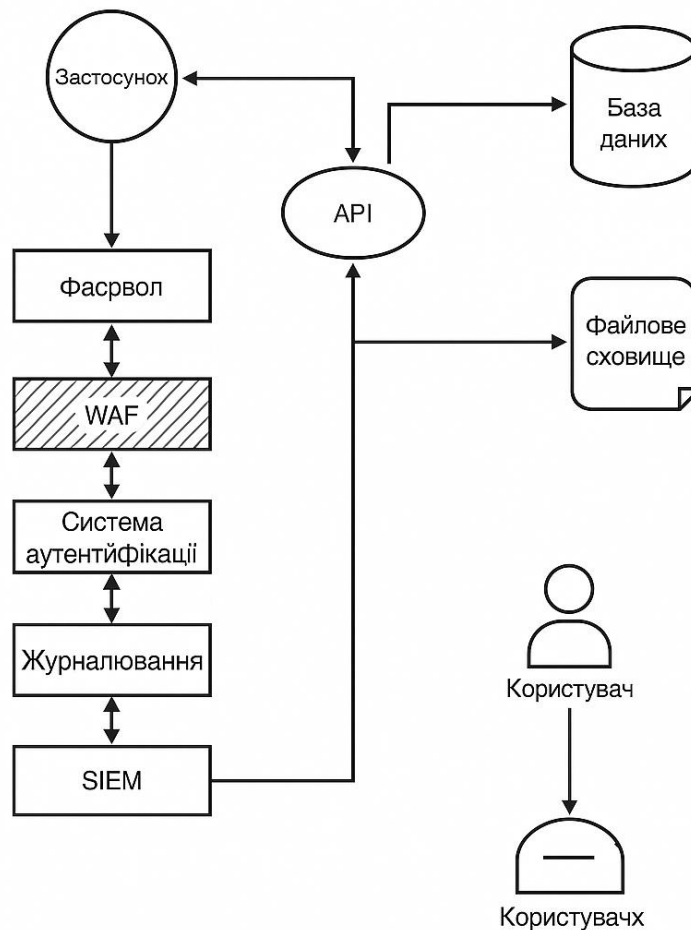 Застосунох
База
даних
API
Фасрвол
Файлове
сховище
WAF
Система
аутентйфікації
Журналювання
Користувач
SIEM
Користувачх